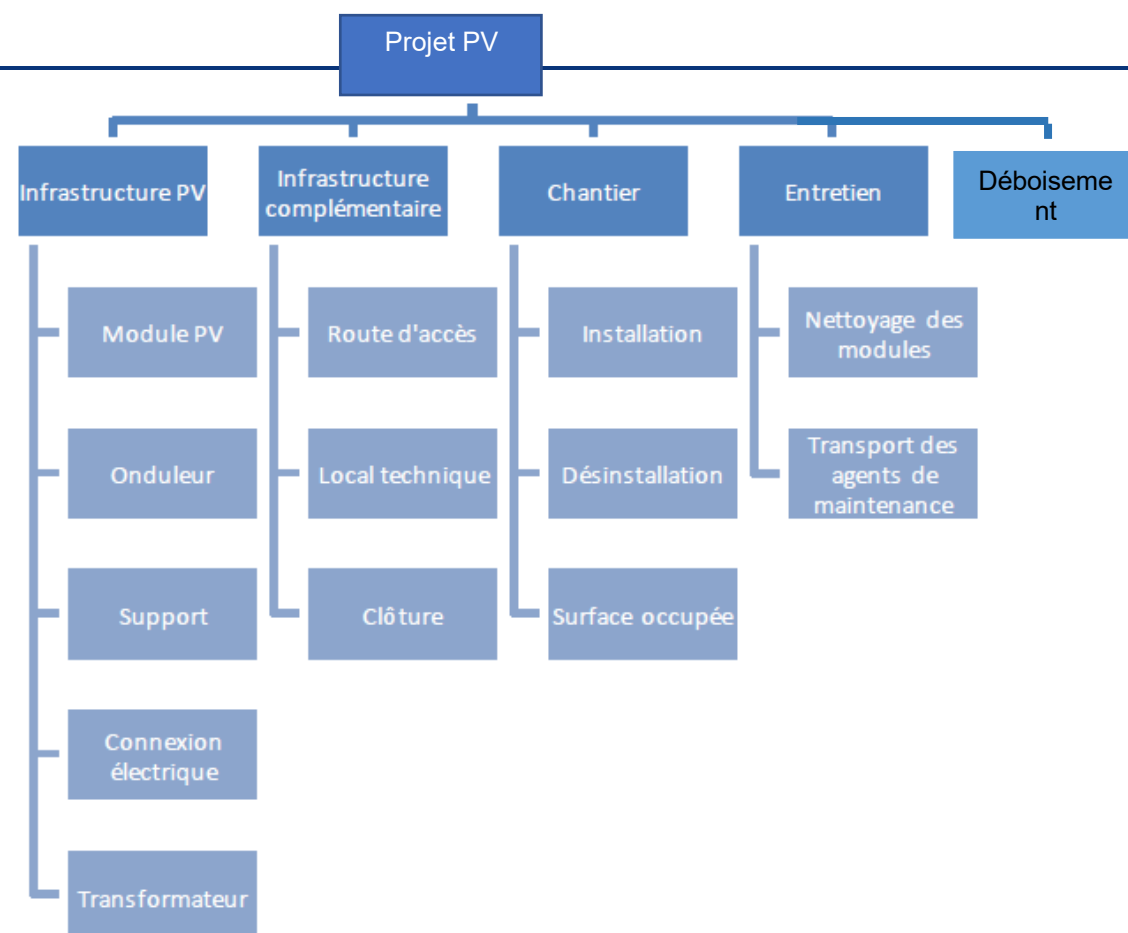 Projet PV
Infrastructure PV
Infrastructure
complémentaire
Chantier
Entretien
Déboiseme
nt
Module PV
Route d'accès
Installation
Nettoyage des
modules
Onduleur
Local technique
Désinstallation
Transport des
agents de
maintenance
Support
Clôture
Surface occupée
Connexion
électrique
Transformateur